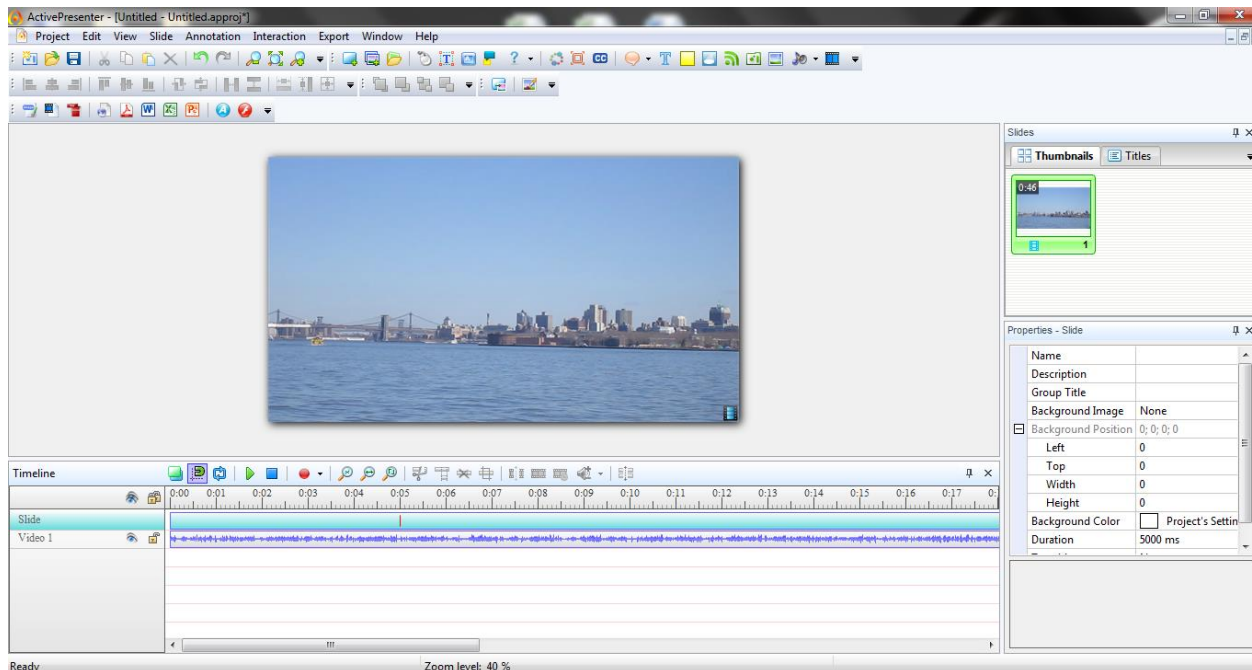 ActivePresenter - [Untitled - Untitled.approj*]
Project Edit View Slide Annotation Interaction Export Window Help
Slides
Thumbnails Titles
0:46
1
Properties - Slide
Name
Description
Group Title
Background Image None
Background Position 0; 0; 0; 0
Left 0
Top 0
Width 0
Height 0
Background Color Project's Settin
Duration 5000 ms
Timeline
0:00 0:01 0:02 0:03 0:04 0:05 0:06 0:07 0:08 0:09 0:10 0:11 0:12 0:13 0:14 0:15 0:16 0:17 0:
Slide
Video 1
Ready Zoom level: 40 %